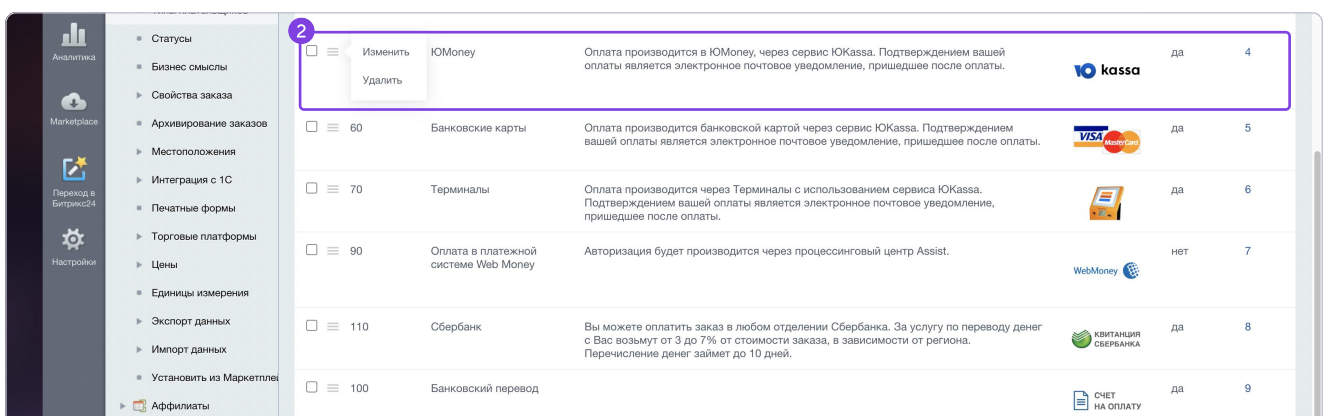 Аналитика
Marketplace
Переход в
Битрикс24
Настройки
Статусы
Бизнес смыслы
Свойства заказа
Архивирование заказов
Местоположения
Интеграция с 1С
Печатные формы
Торговые платформы
Цены
Единицы измерения
Экспорт данных
Импорт данных
Установить из Маркетплей
Аффилиаты
2
Изменить
Удалить
ЮMoney
Оплата производится в ЮMoney, через сервис ЮKassa. Подтверждением вашей
оплаты является электронное почтовое уведомление, пришедшее после оплаты.
Ю kassa
да
4
60
Банковские карты
Оплата производится банковской картой через сервис ЮKassa. Подтверждением
вашей оплаты является электронное почтовое уведомление, пришедшее после оплаты.
VISA
MasterCard
да
5
70
Терминалы
Оплата производится через Терминалы с использованием сервиса ЮKassa.
Подтверждением вашей оплаты является электронное почтовое уведомление,
пришедшее после оплаты.
да
6
90
Оплата в платежной
системе Web Money
Авторизация будет производится через процессинговый центр Assist.
WebMoney
нет
7
110
Сбербанк
Вы можете оплатить заказ в любом отделении Сбербанка. За услугу по переводу денег
с Вас возьмут от 3 до 7% от стоимости заказа, в зависимости от региона.
Перечисление денег займет до 10 дней.
КВИТАНЦИЯ
СБЕРБАНКА
да
8
100
Банковский перевод
СЧЕТ
НА ОПЛАТУ
да
9